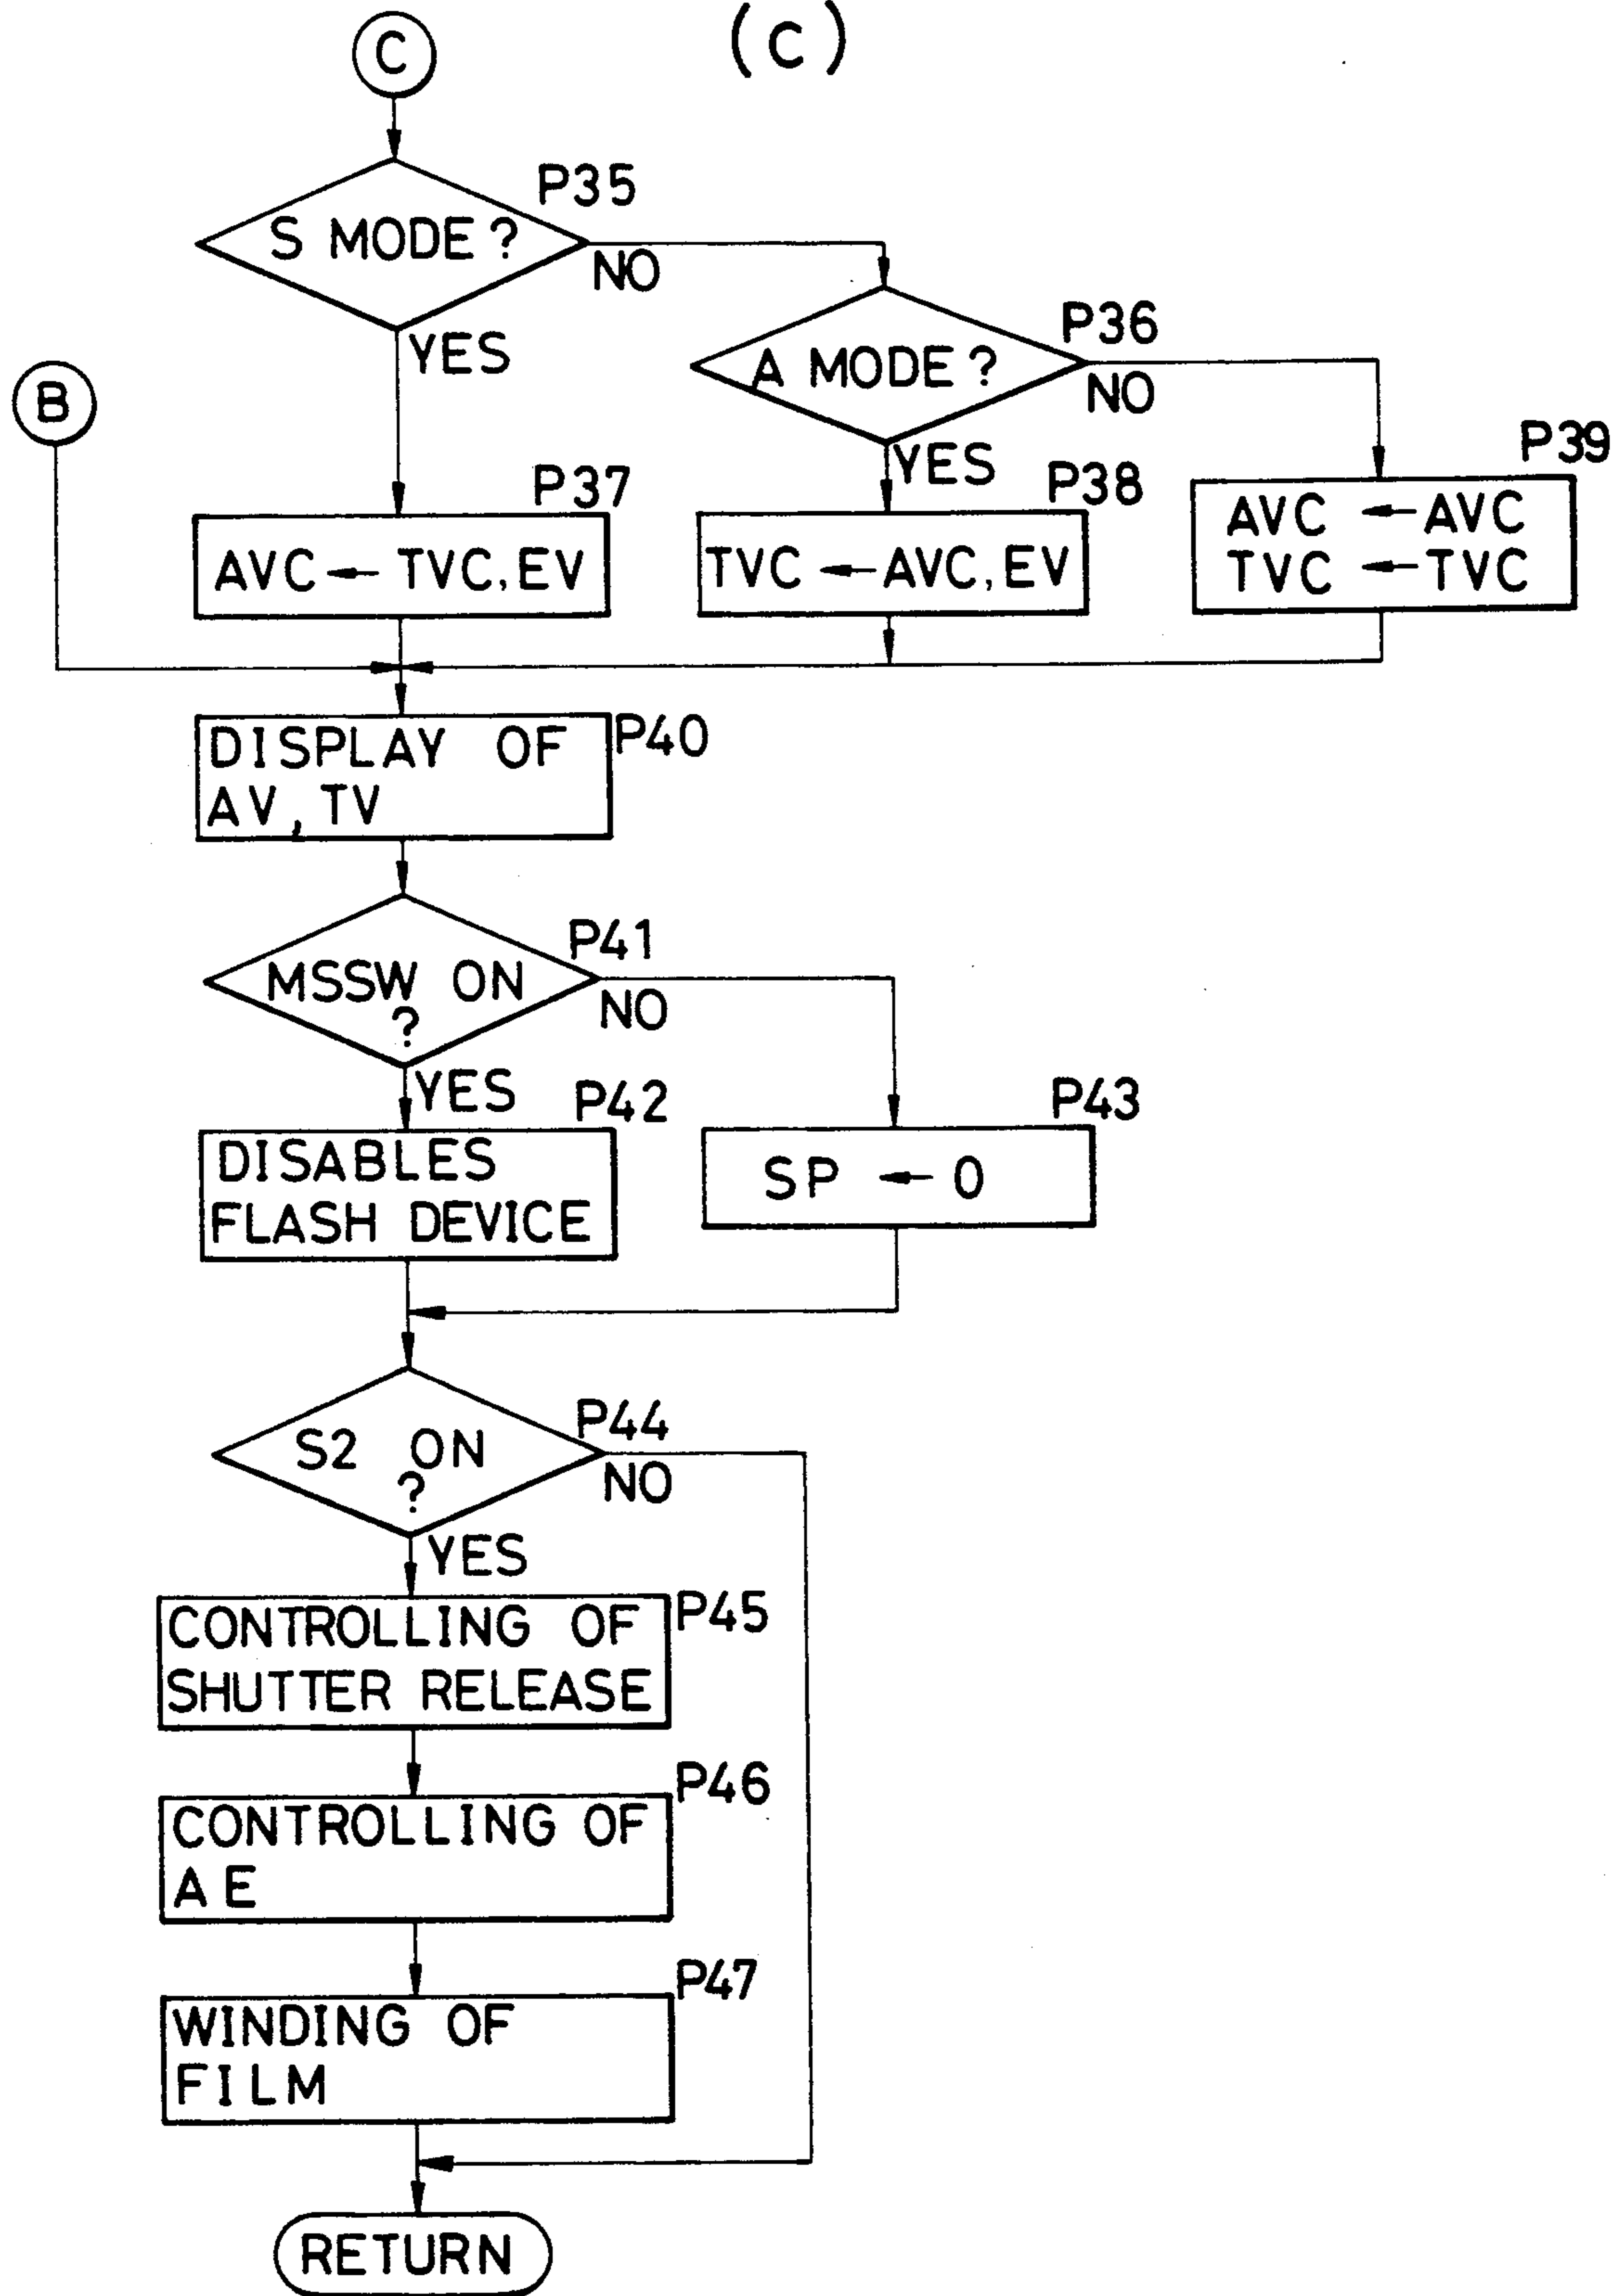 (C)
C
P35
S MODE ?
NO
YES
P36
A MODE ?
NO
YES
B
P37
AVC ← TVC, EV
P38
TVC ← AVC, EV
P39
AVC ← AVC
TVC ← TVC
DISPLAY OF
AV, TV
P40
P41
MSSW ON
?
NO
YES
P42
DISABLES
FLASH DEVICE
P43
SP ← 0
P44
S2 ON
?
NO
YES
P45
CONTROLLING OF
SHUTTER RELEASE
P46
CONTROLLING OF
AE
P47
WINDING OF
FILM
RETURN